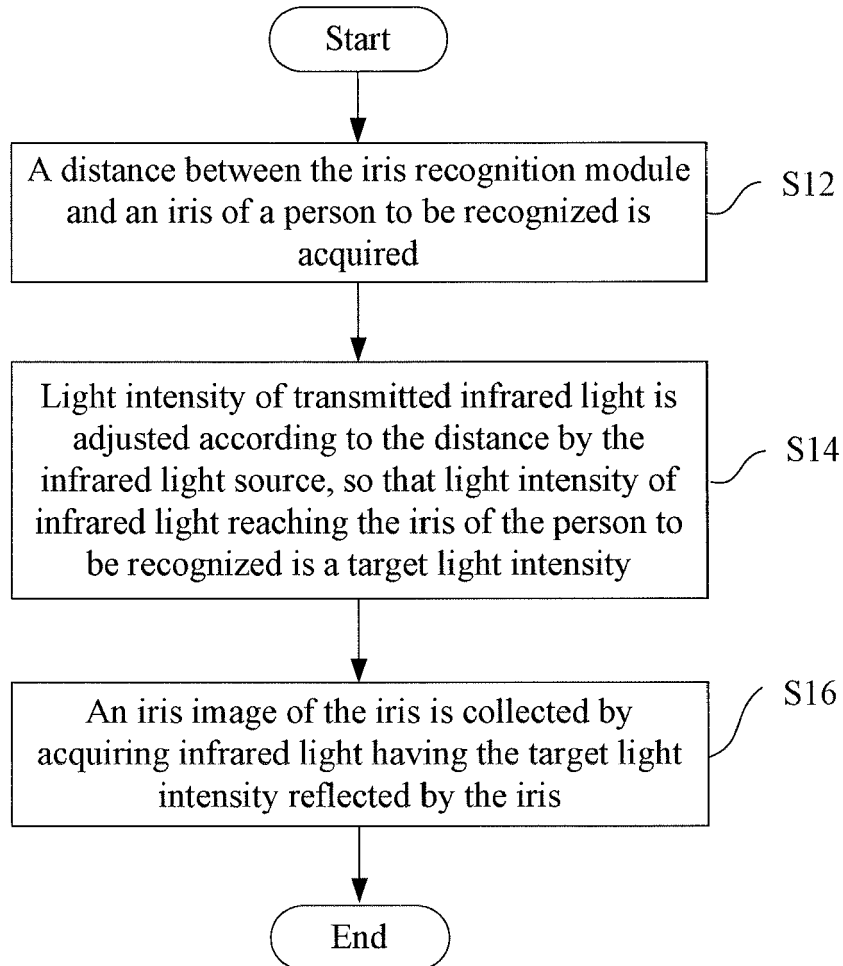 Start
A distance between the iris recognition module
and an iris of a person to be recognized is
acquired
S12
Light intensity of transmitted infrared light is
adjusted according to the distance by the
infrared light source, so that light intensity of
infrared light reaching the iris of the person to
be recognized is a target light intensity
S14
An iris image of the iris is collected by
acquiring infrared light having the target light
intensity reflected by the iris
S16
End